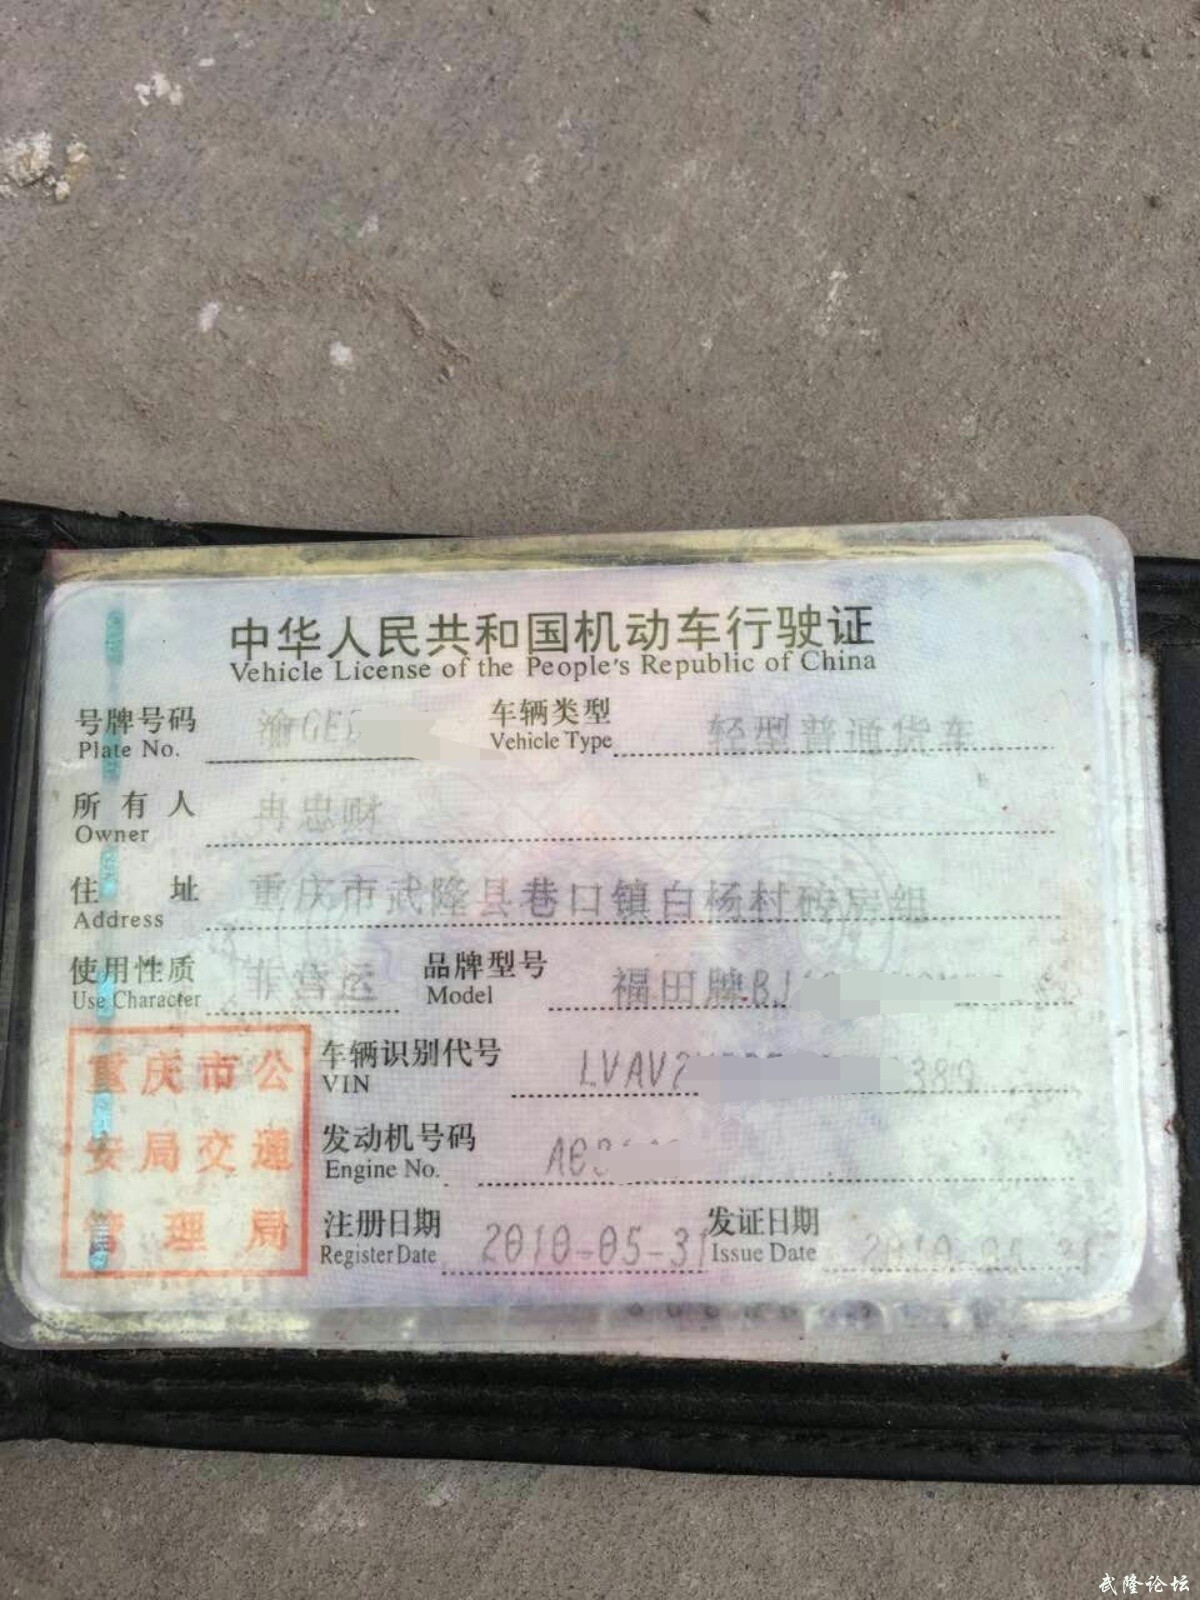 中华人民共和国机动车行驶证
Vehicle License of the People's Republic of China
号牌号码 渝GE 车辆类型 轻型普通货车
Plate No. Vehicle Type
所有人 冉忠财
Owner
住址 重庆市武隆县巷口镇白杨村砖房组
Address
使用性质 非营运 品牌型号 福田牌BJ
Use Character Model
车辆识别代号 LVAV2 389
VIN
发动机号码
Engine No.
注册日期 2010-05-31 发证日期 2010-05-31
Register Date Issue Date
重庆市公
安局交通
管理局
武隆论坛